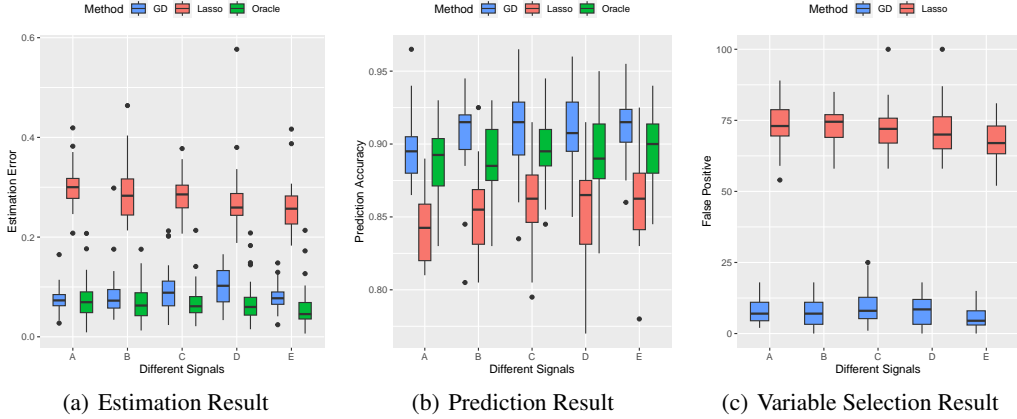 Method GD Lasso Oracle
0.6
0.4
0.2
0.0
Estimation Error
A B C D E
Different Signals
(a) Estimation Result
Method GD Lasso Oracle
0.95
0.90
0.85
0.80
Prediction Accuracy
A B C D E
Different Signals
(b) Prediction Result
Method GD Lasso
100
75
50
25
0
False Positive
A B C D E
Different Signals
(c) Variable Selection Result